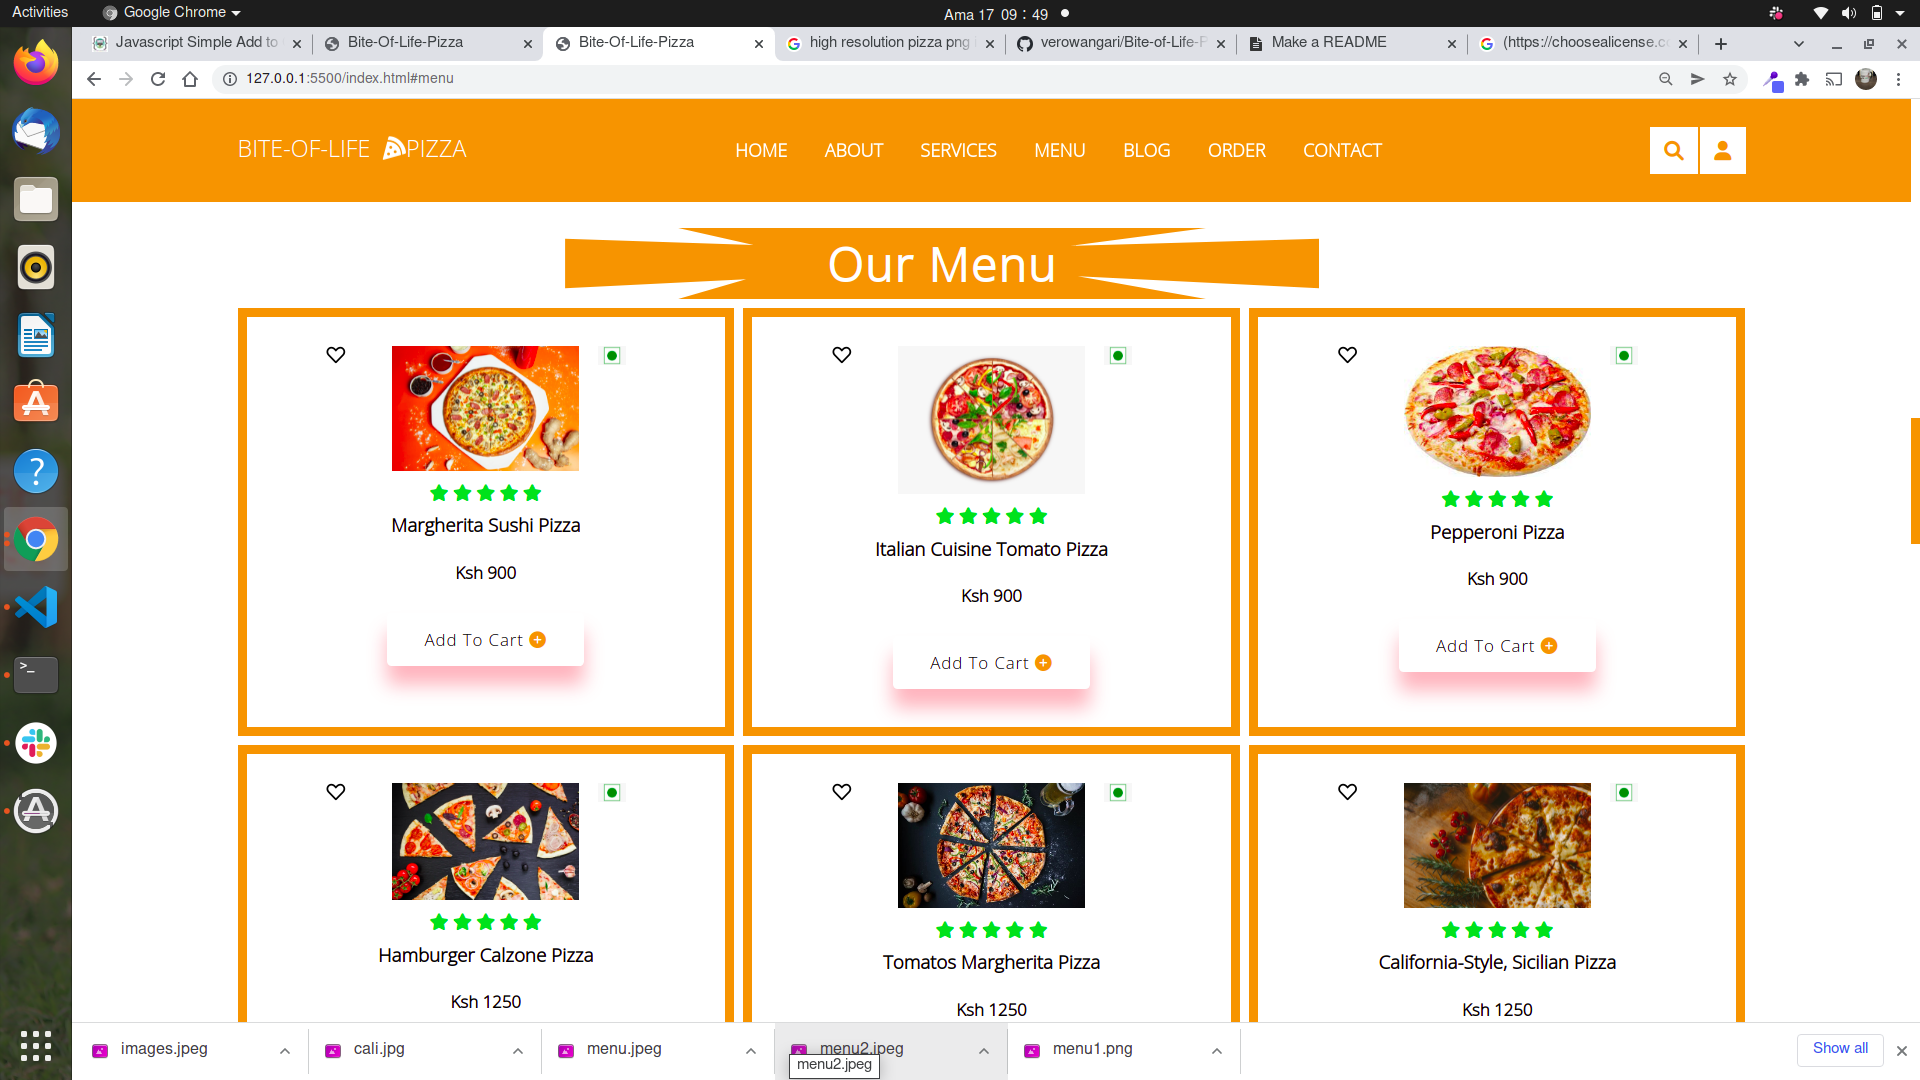 Activities Google Chrome Ama 17 09 : 49
Javascript Simple Add to Bite-Of-Life-Pizza Bite-Of-Life-Pizza high resolution pizza png verowangari/Bite-of-Life-P Make a README (https://choosealicense.co
127.0.0.1:5500/index.html#menu
BITE-OF-LIFE PIZZA HOME ABOUT SERVICES MENU BLOG ORDER CONTACT
Our Menu
Margherita Sushi Pizza
Ksh 900
Add To Cart
Italian Cuisine Tomato Pizza
Ksh 900
Add To Cart
Pepperoni Pizza
Ksh 900
Add To Cart
Hamburger Calzone Pizza
Ksh 1250
Tomatos Margherita Pizza
Ksh 1250
California-Style, Sicilian Pizza
Ksh 1250
images.jpeg cali.jpg menu.jpeg menu2.jpeg menu1.png Show all
menu2.jpeg